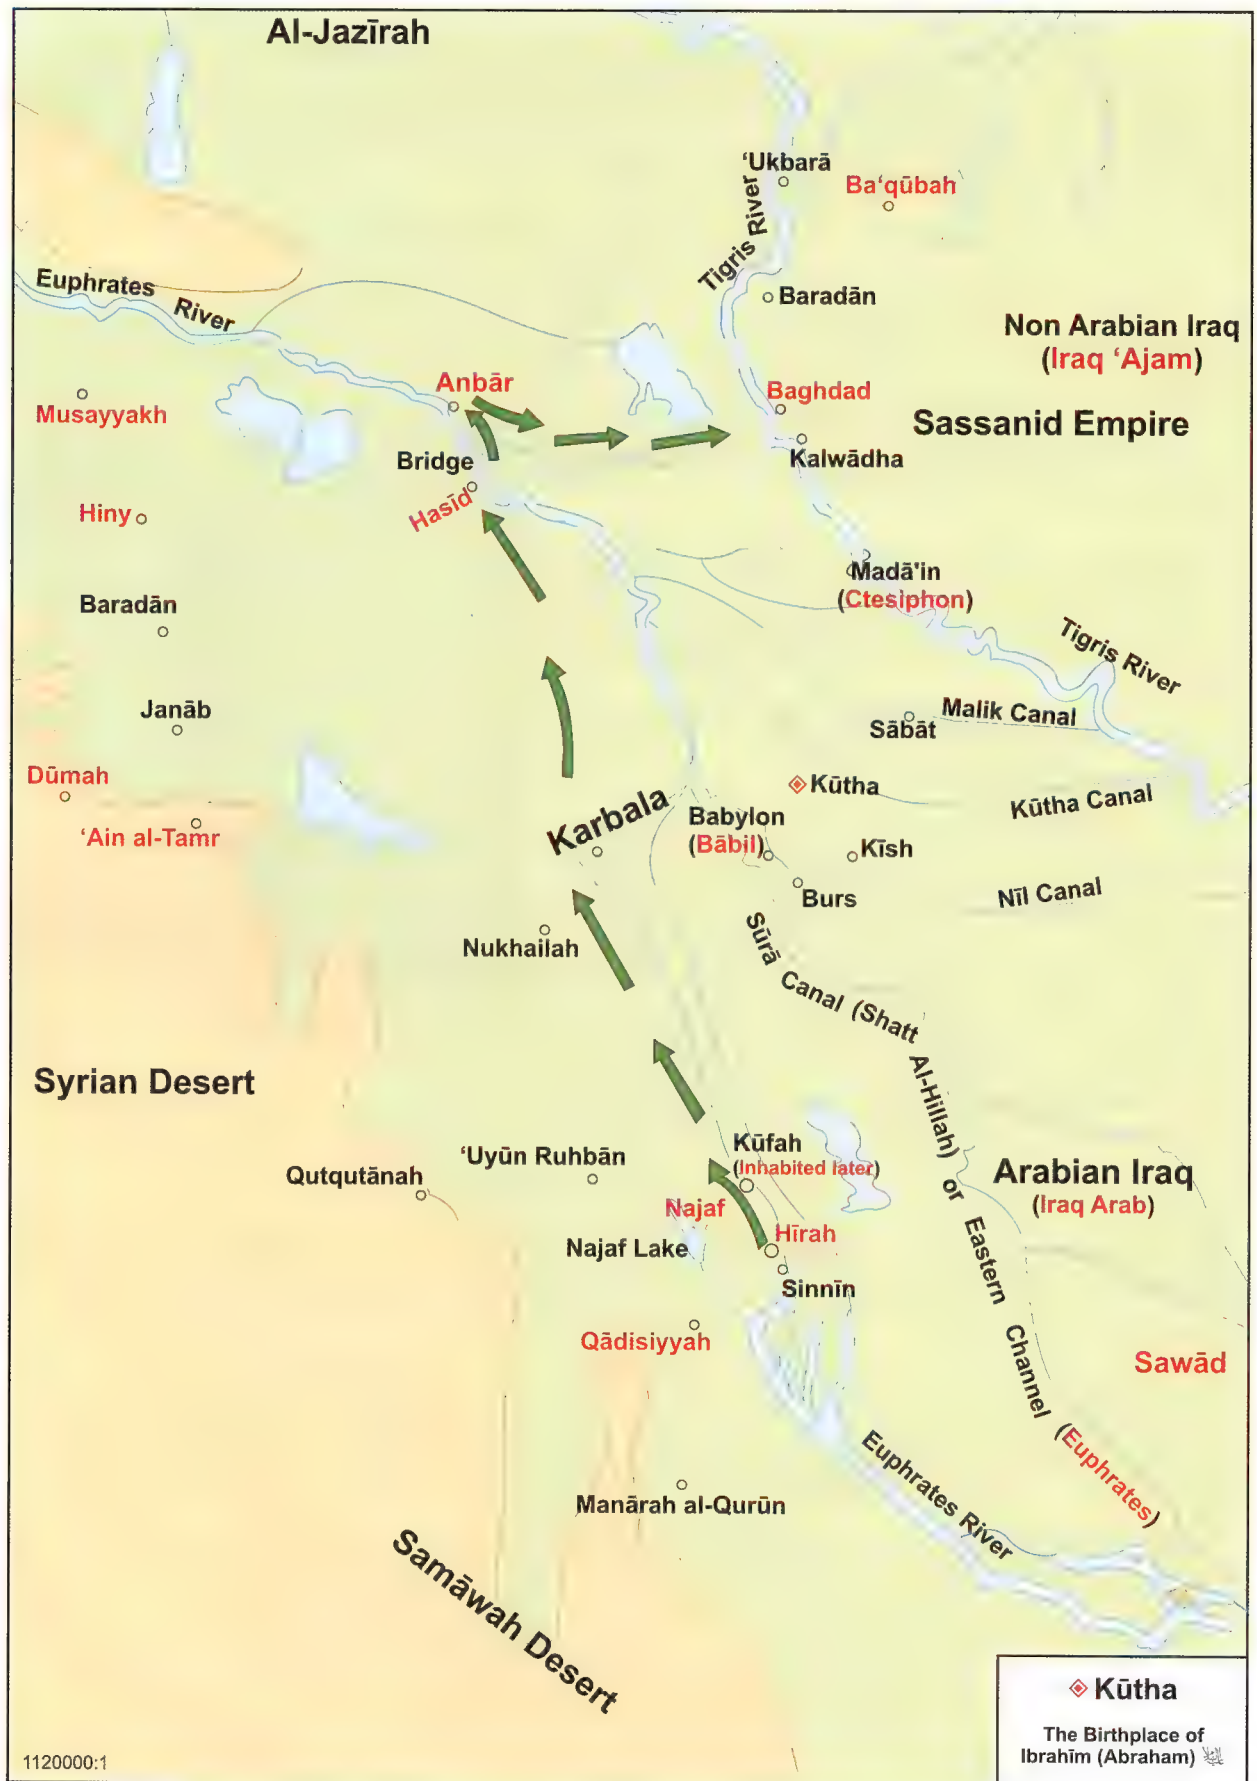 Al-Jazīrah
‘Ukbarā
Ba‘qūbah
Tigris River
Euphrates River
Baradān
Non Arabian Iraq
(Iraq ‘Ajam)
Musayyakh
Anbār
Baghdad
Sassanid Empire
Bridge
Kalwādha
Hasīd
Hiny
Madā'in
(Ctesiphon)
Baradān
Tigris River
Janāb
Sābāt
Malik Canal
Dūmah
Kūtha
Kūtha Canal
‘Ain al-Tamr
Karbala
Babylon
(Bābil)
Kīsh
Burs
Nīl Canal
Nukhailah
Sūrā Canal (Shatt Al-Hillah) or Eastern Channel (Euphrates)
Syrian Desert
Kūfah
(Inhabited later)
‘Uyūn Ruhbān
Qutqutānah
Arabian Iraq
(Iraq Arab)
Najaf
Hīrah
Najaf Lake
Sinnīn
Qādisiyyah
Sawād
Euphrates River
Manārah al-Qurūn
Samāwah Desert
Kūtha
The Birthplace of
Ibrahīm (Abraham)
1120000:1